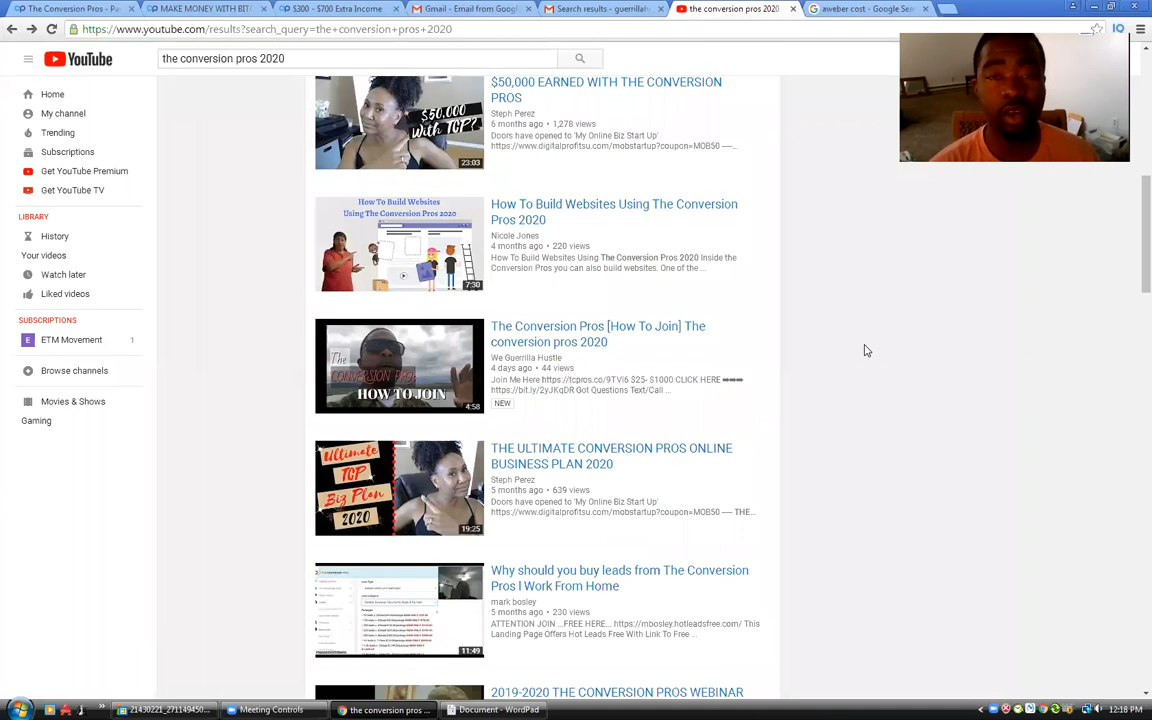 The Conversion Pros - Pa
MAKE MONEY WITH BIT
$300 - $700 Extra Income
Gmail - Email from Goog
Search results - guerrillah
the conversion pros 2020
aweber cost - Google Sea
https://www.youtube.com/results?search_query=the+conversion+pros+2020
YouTube
the conversion pros 2020
Home
My channel
Trending
Subscriptions
Get YouTube Premium
Get YouTube TV
LIBRARY
History
Your videos
Watch later
Liked videos
SUBSCRIPTIONS
E
ETM Movement
1
Browse channels
Movies & Shows
Gaming
$50,000
With TCP?
23:03
$50,000 EARNED WITH THE CONVERSION
PROS
Steph Perez
6 months ago • 1,278 views
Doors have opened to 'My Online Biz Start Up'
https://www.digitalprofitsu.com/mobstartup?coupon=MOB50 ----...
How To Build Websites
Using The Conversion Pros 2020
7:30
How To Build Websites Using The Conversion
Pros 2020
Nicole Jones
4 months ago • 220 views
How To Build Websites Using The Conversion Pros 2020 Inside the
Conversion Pros you can also build websites. One of the ...
The
CONVERSION PROS
HOW TO JOIN
4:58
The Conversion Pros [How To Join] The
conversion pros 2020
We Guerrilla Hustle
4 days ago • 44 views
Join Me Here https://tcpros.co/9TVi6 $25- $1000 CLICK HERE
https://bit.ly/2yJKqDR Got Questions Text/Call ...
NEW
Ultimate
TCP
Biz Plan
2020
19:25
THE ULTIMATE CONVERSION PROS ONLINE
BUSINESS PLAN 2020
Steph Perez
5 months ago • 639 views
Doors have opened to 'My Online Biz Start Up'
https://www.digitalprofitsu.com/mobstartup?coupon=MOB50 ---- THE...
11:49
Why should you buy leads from The Conversion
Pros l Work From Home
mark bosley
5 months ago • 230 views
ATTENTION JOIN ...FREE HERE... https://mbosley.hotleadsfree.com/ This
Landing Page Offers Hot Leads Free With Link To Free ...
2019-2020 THE CONVERSION PROS WEBINAR
21430221_271149450...
Meeting Controls
the conversion pros ...
Document - WordPad
12:18 PM